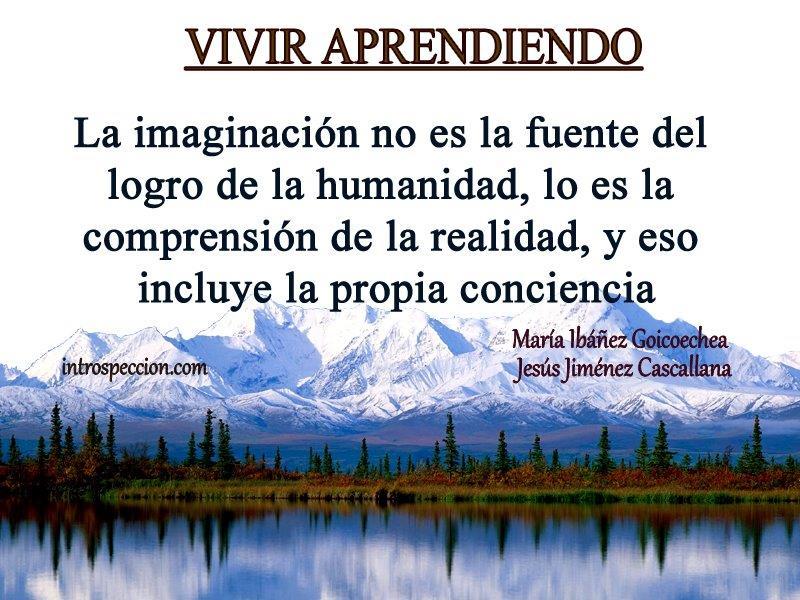 VIVIR APRENDIENDO
La imaginación no es la fuente del
logro de la humanidad, lo es la
comprensión de la realidad, y eso
incluye la propia conciencia
María Ibáñez Goicoechea
introspeccion.com
Jesús Jiménez Cascallana